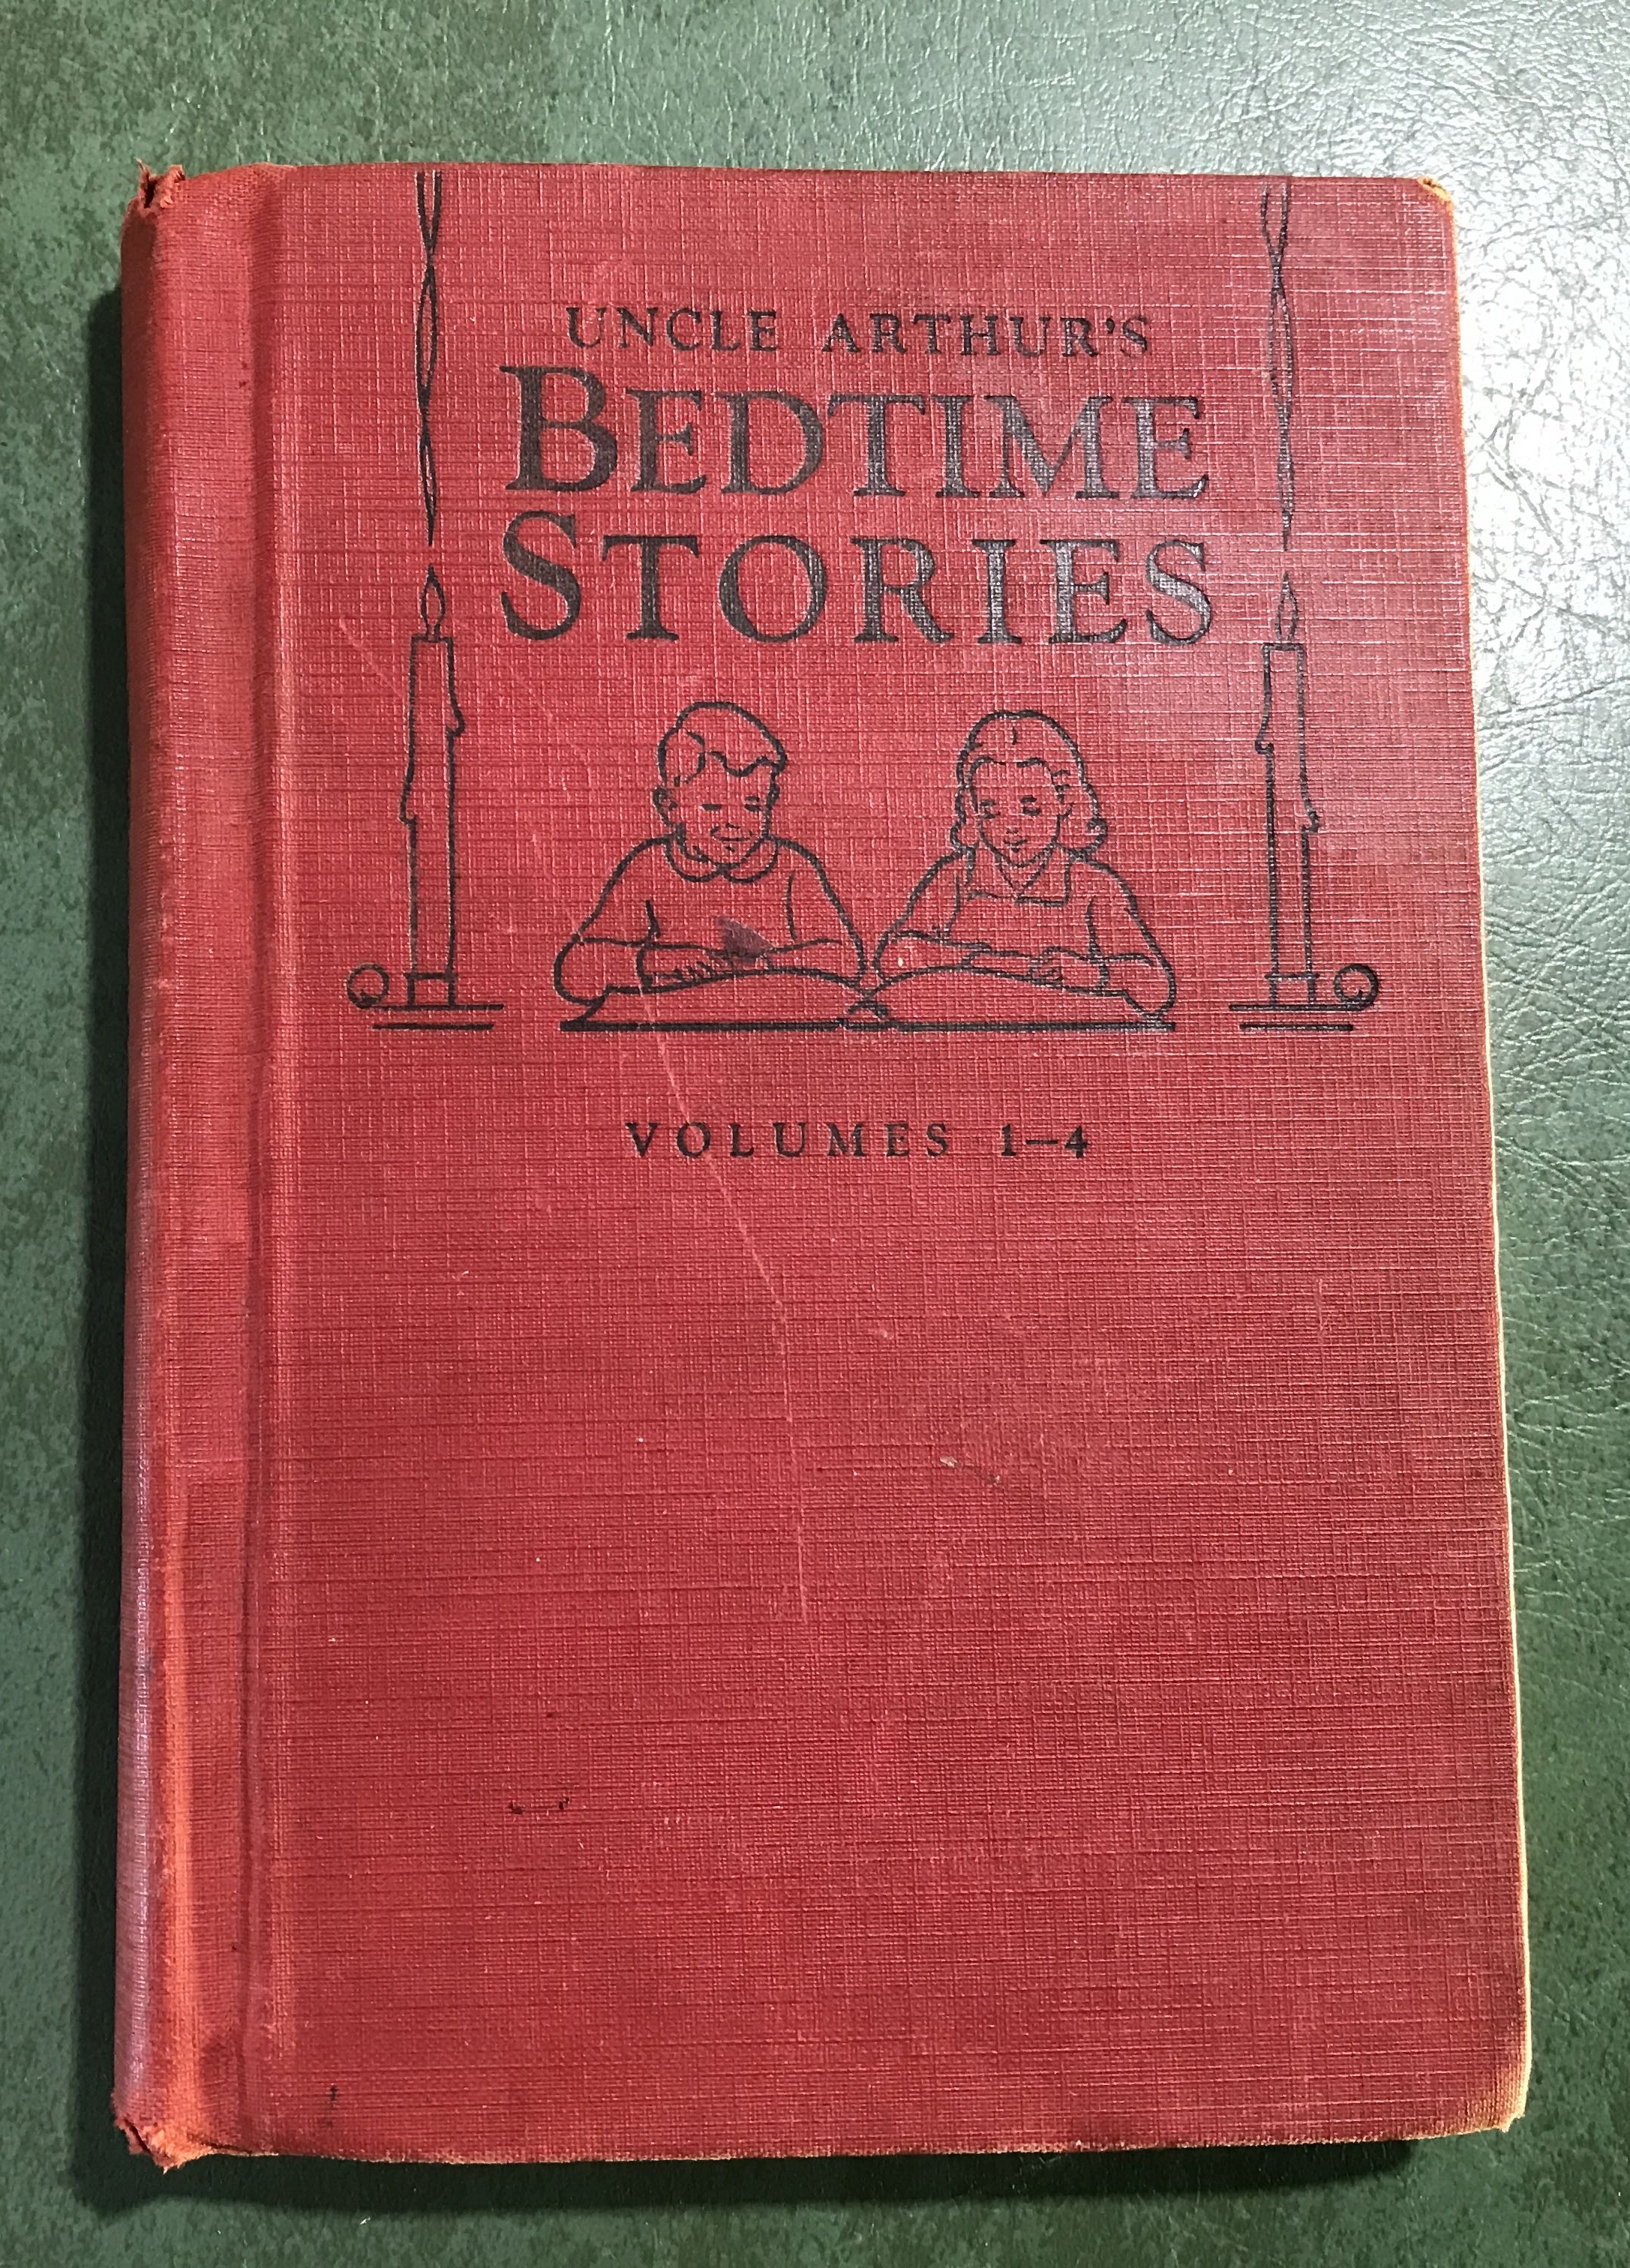 UNCLE ARTHUR'S
BEDTIME
STORIES
VOLUMES 1–4